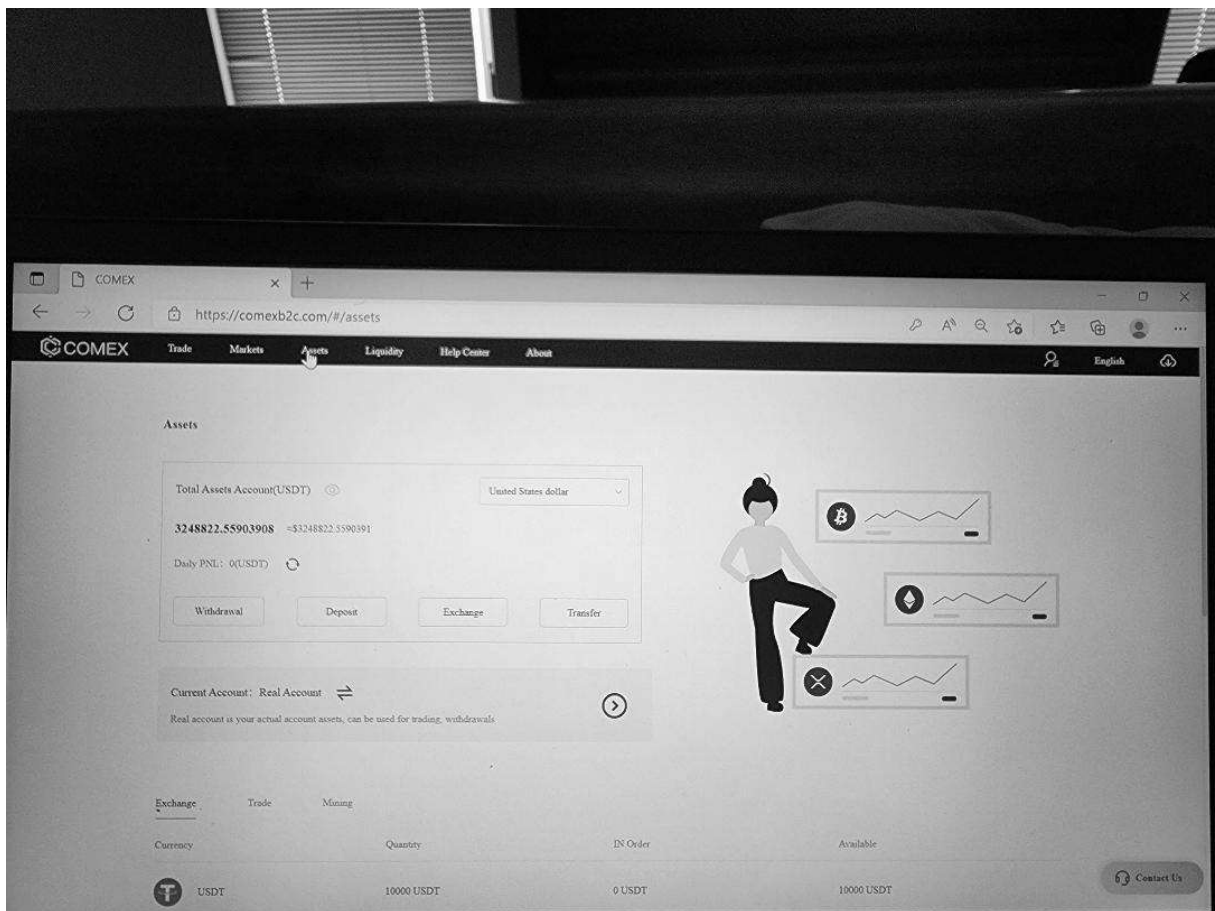 COMEX
https://comexb2c.com/#/assets
COMEX Trade Markets Assets Liquidity Help Center About English
Assets
Total Assets Account(USDT) United States dollar
3248822.55903908 ≈$3248822.5590391
Daily PNL: 0(USDT)
Withdrawal Deposit Exchange Transfer
Current Account: Real Account
Real account is your actual account assets, can be used for trading, withdrawals
Exchange Trade Mining
Currency Quantity IN Order Available
USDT 10000 USDT 0 USDT 10000 USDT
Contact Us